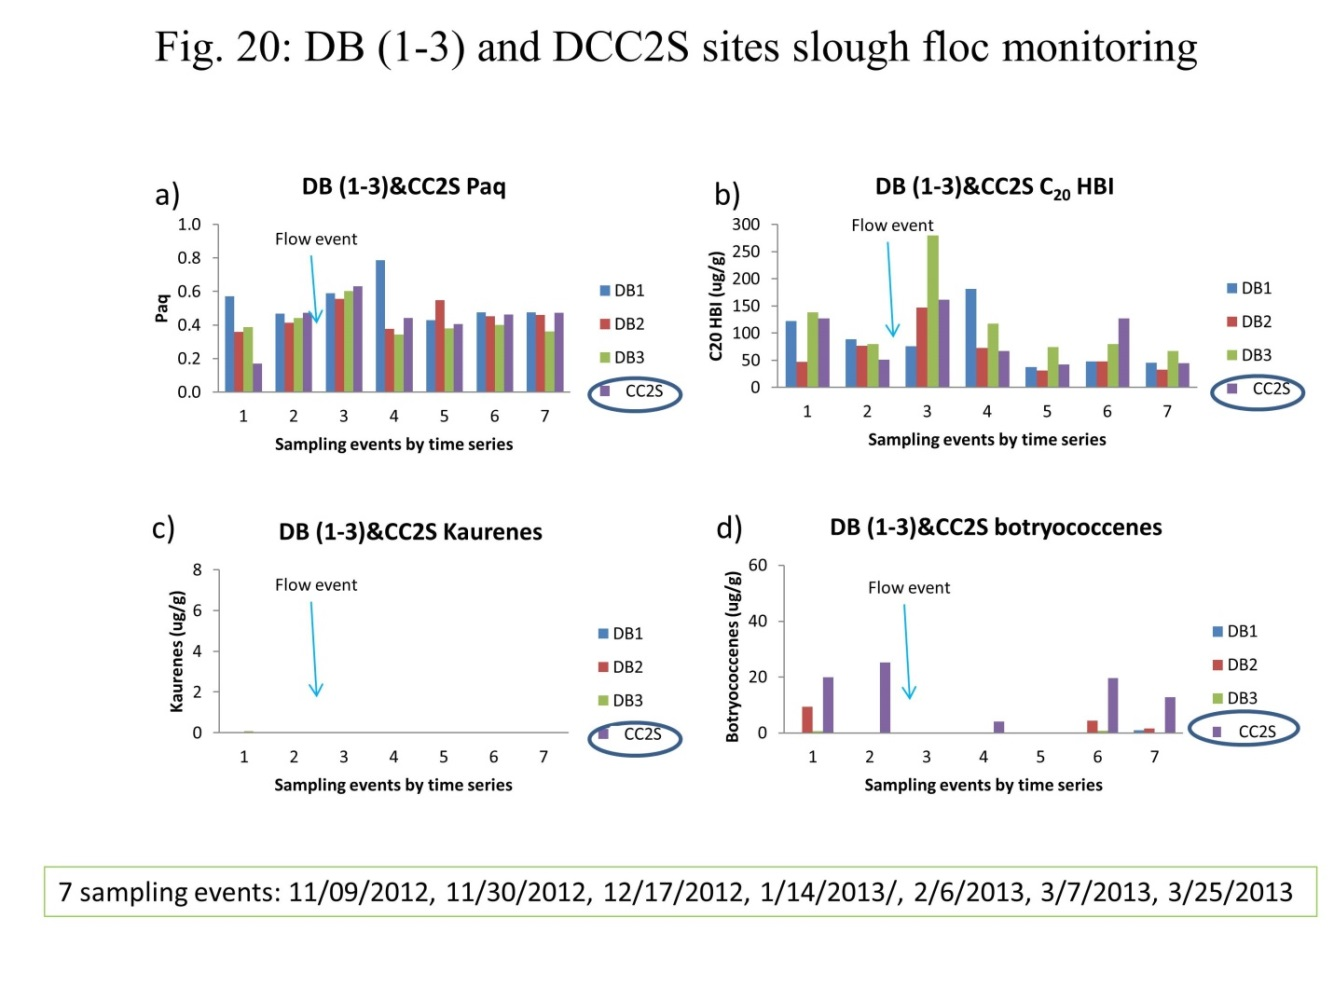 Fig. 20: DB (1-3) and DCC2S sites slough floc monitoring
a)
DB (1-3)&CC2S Paq
1.0
0.8
0.6
0.4
0.2
0.0
Paq
Flow event
DB1
DB2
DB3
CC2S
1 2 3 4 5 6 7
Sampling events by time series
b)
DB (1-3)&CC2S C20 HBI
300
250
200
150
100
50
0
C20 HBI (ug/g)
Flow event
DB1
DB2
DB3
CC2S
1 2 3 4 5 6 7
Sampling events by time series
c)
DB (1-3)&CC2S Kaurenes
8
6
4
2
0
Kaurenes (ug/g)
Flow event
DB1
DB2
DB3
CC2S
1 2 3 4 5 6 7
Sampling events by time series
d)
DB (1-3)&CC2S botryococcenes
60
40
20
0
Botryococcenes (ug/g)
Flow event
DB1
DB2
DB3
CC2S
1 2 3 4 5 6 7
Sampling events by time series
7 sampling events: 11/09/2012, 11/30/2012, 12/17/2012, 1/14/2013/, 2/6/2013, 3/7/2013, 3/25/2013